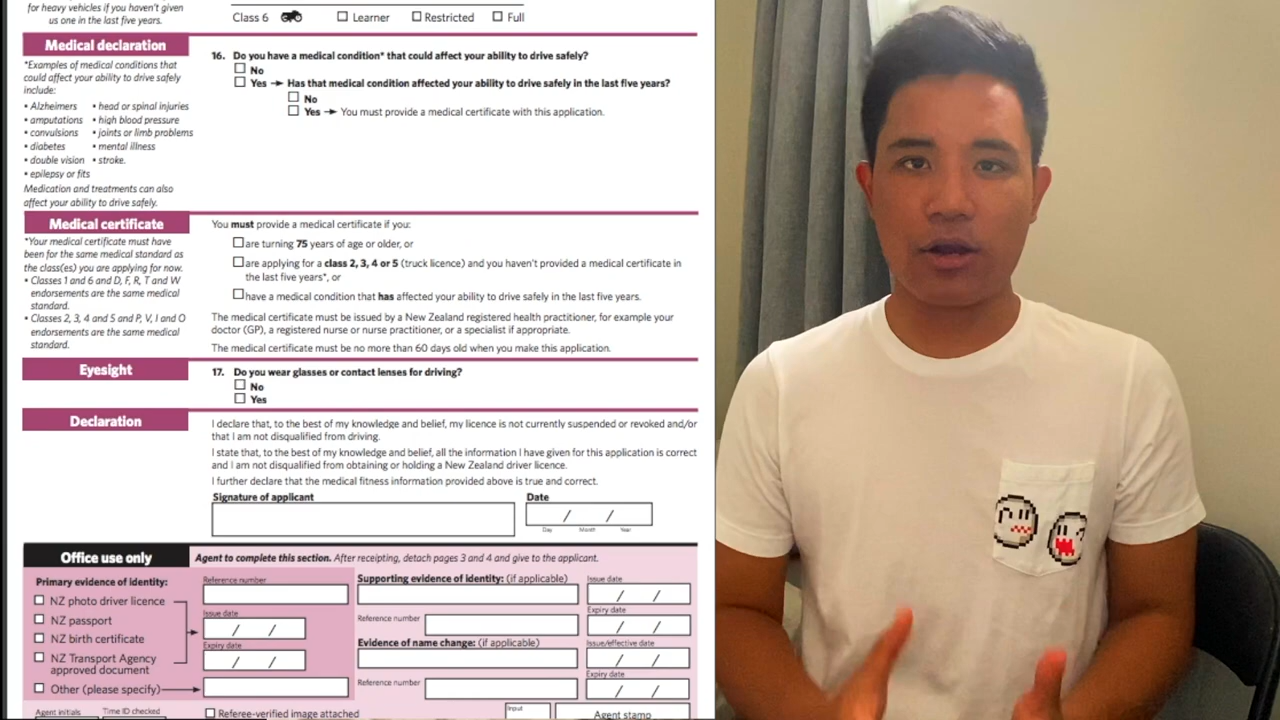 for heavy vehicles if you haven't given
us one in the last five years.
Class 6 Learner Restricted Full
Medical declaration
*Examples of medical conditions that
could affect your ability to drive safely
include:
• Alzheimers • head or spinal injuries
• amputations • high blood pressure
• convulsions • joints or limb problems
• diabetes • mental illness
• double vision • stroke.
• epilepsy or fits
Medication and treatments can also
affect your ability to drive safely.
16. Do you have a medical condition* that could affect your ability to drive safely?
No
Yes → Has that medical condition affected your ability to drive safely in the last five years?
No
Yes → You must provide a medical certificate with this application.
Medical certificate
*Your medical certificate must have
been for the same medical standard as
the class(es) you are applying for now.
• Classes 1 and 6 and D, F, R, T and W
endorsements are the same medical
standard.
• Classes 2, 3, 4 and 5 and P, V, I and O
endorsements are the same medical
standard.
You must provide a medical certificate if you:
are turning 75 years of age or older, or
are applying for a class 2, 3, 4 or 5 (truck licence) and you haven't provided a medical certificate in
the last five years*, or
have a medical condition that has affected your ability to drive safely in the last five years.
The medical certificate must be issued by a New Zealand registered health practitioner, for example your
doctor (GP), a registered nurse or nurse practitioner, or a specialist if appropriate.
The medical certificate must be no more than 60 days old when you make this application.
Eyesight
17. Do you wear glasses or contact lenses for driving?
No
Yes
Declaration
I declare that, to the best of my knowledge and belief, my licence is not currently suspended or revoked and/or
that I am not disqualified from driving.
I state that, to the best of my knowledge and belief, all the information I have given for this application is correct
and I am not disqualified from obtaining or holding a New Zealand driver licence.
I further declare that the medical fitness information provided above is true and correct.
Signature of applicant Date
/ /
Day Month Year
Office use only
Agent to complete this section. After receipting, detach pages 3 and 4 and give to the applicant.
Primary evidence of identity:
NZ photo driver licence
NZ passport
NZ birth certificate
NZ Transport Agency
approved document
Other (please specify)
Reference number
Issue date
/ /
Expiry date
/ /
Supporting evidence of identity: (if applicable)
Issue date
/ /
Reference number
Expiry date
/ /
Evidence of name change: (if applicable)
Issue/effective date
/ /
Reference number
Expiry date
/ /
Agent initials Time ID checked
Referee-verified image attached
Input
Agent stamp